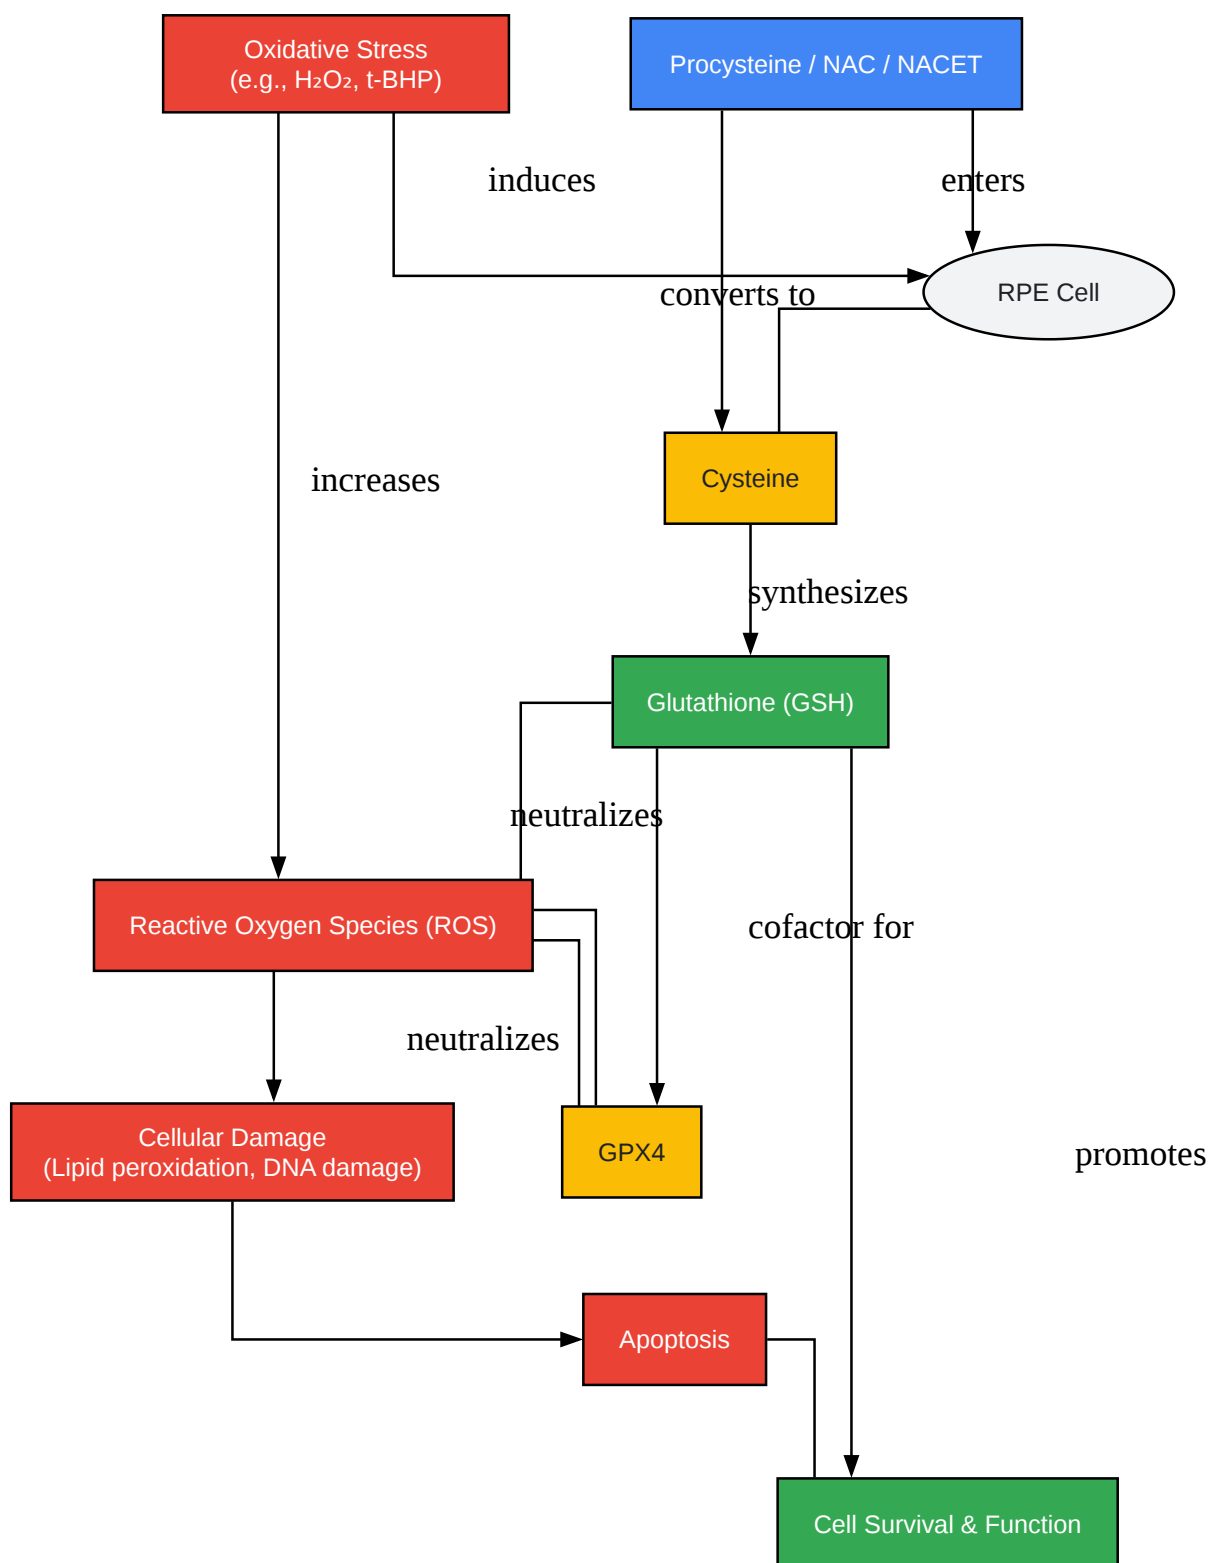 Oxidative Stress
(e.g., H₂O₂, t-BHP)
Procysteine / NAC / NACET
induces
enters
converts to
RPE Cell
increases
Cysteine
synthesizes
Glutathione (GSH)
neutralizes
Reactive Oxygen Species (ROS)
cofactor for
neutralizes
Cellular Damage
(Lipid peroxidation, DNA damage)
GPX4
promotes
Apoptosis
Cell Survival & Function